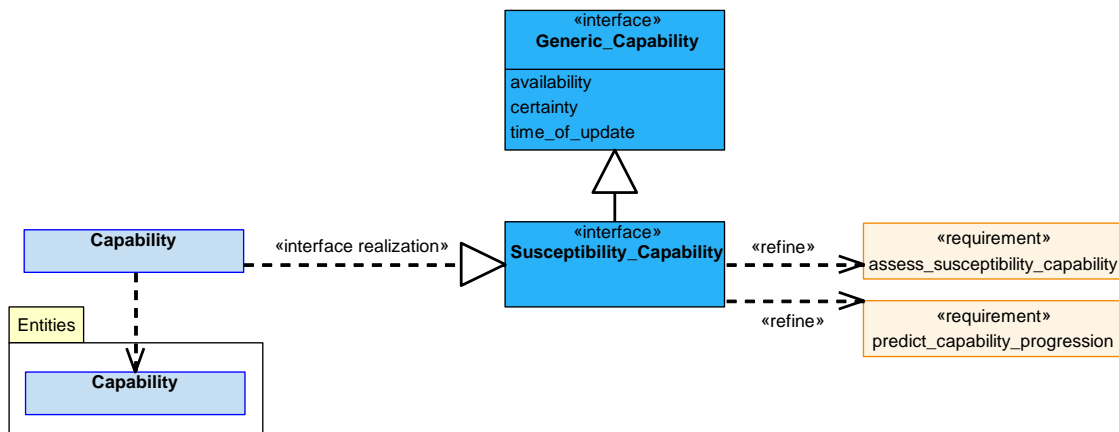 «interface»
Generic_Capability
availability
certainty
time_of_update
Capability
«interface realization»
«interface»
Susceptibility_Capability
«refine»
«requirement»
assess_susceptibility_capability
«refine»
«requirement»
predict_capability_progression
Entities
Capability